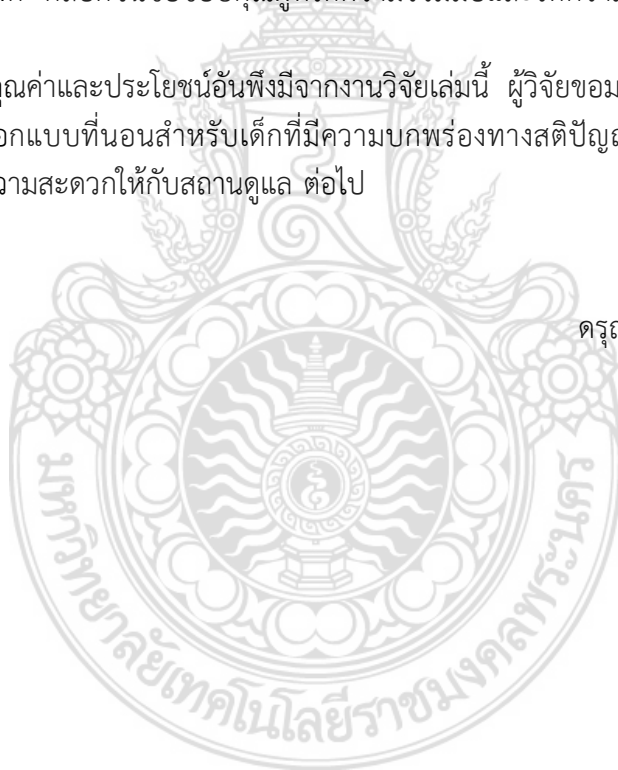 คุณค่าและประโยชน์อันพึงมีจากงานวิจัยเล่มนี้ ผู้วิจัยขอม
อกแบบที่นอนสำหรับเด็กที่มีความบกพร่องทางสติปัญญ
วามสะดวกให้กับสถานดูแล ต่อไป
ดรุณ
มหาวิทยาลัยเทคโนโลยีราชมงคลพระนคร